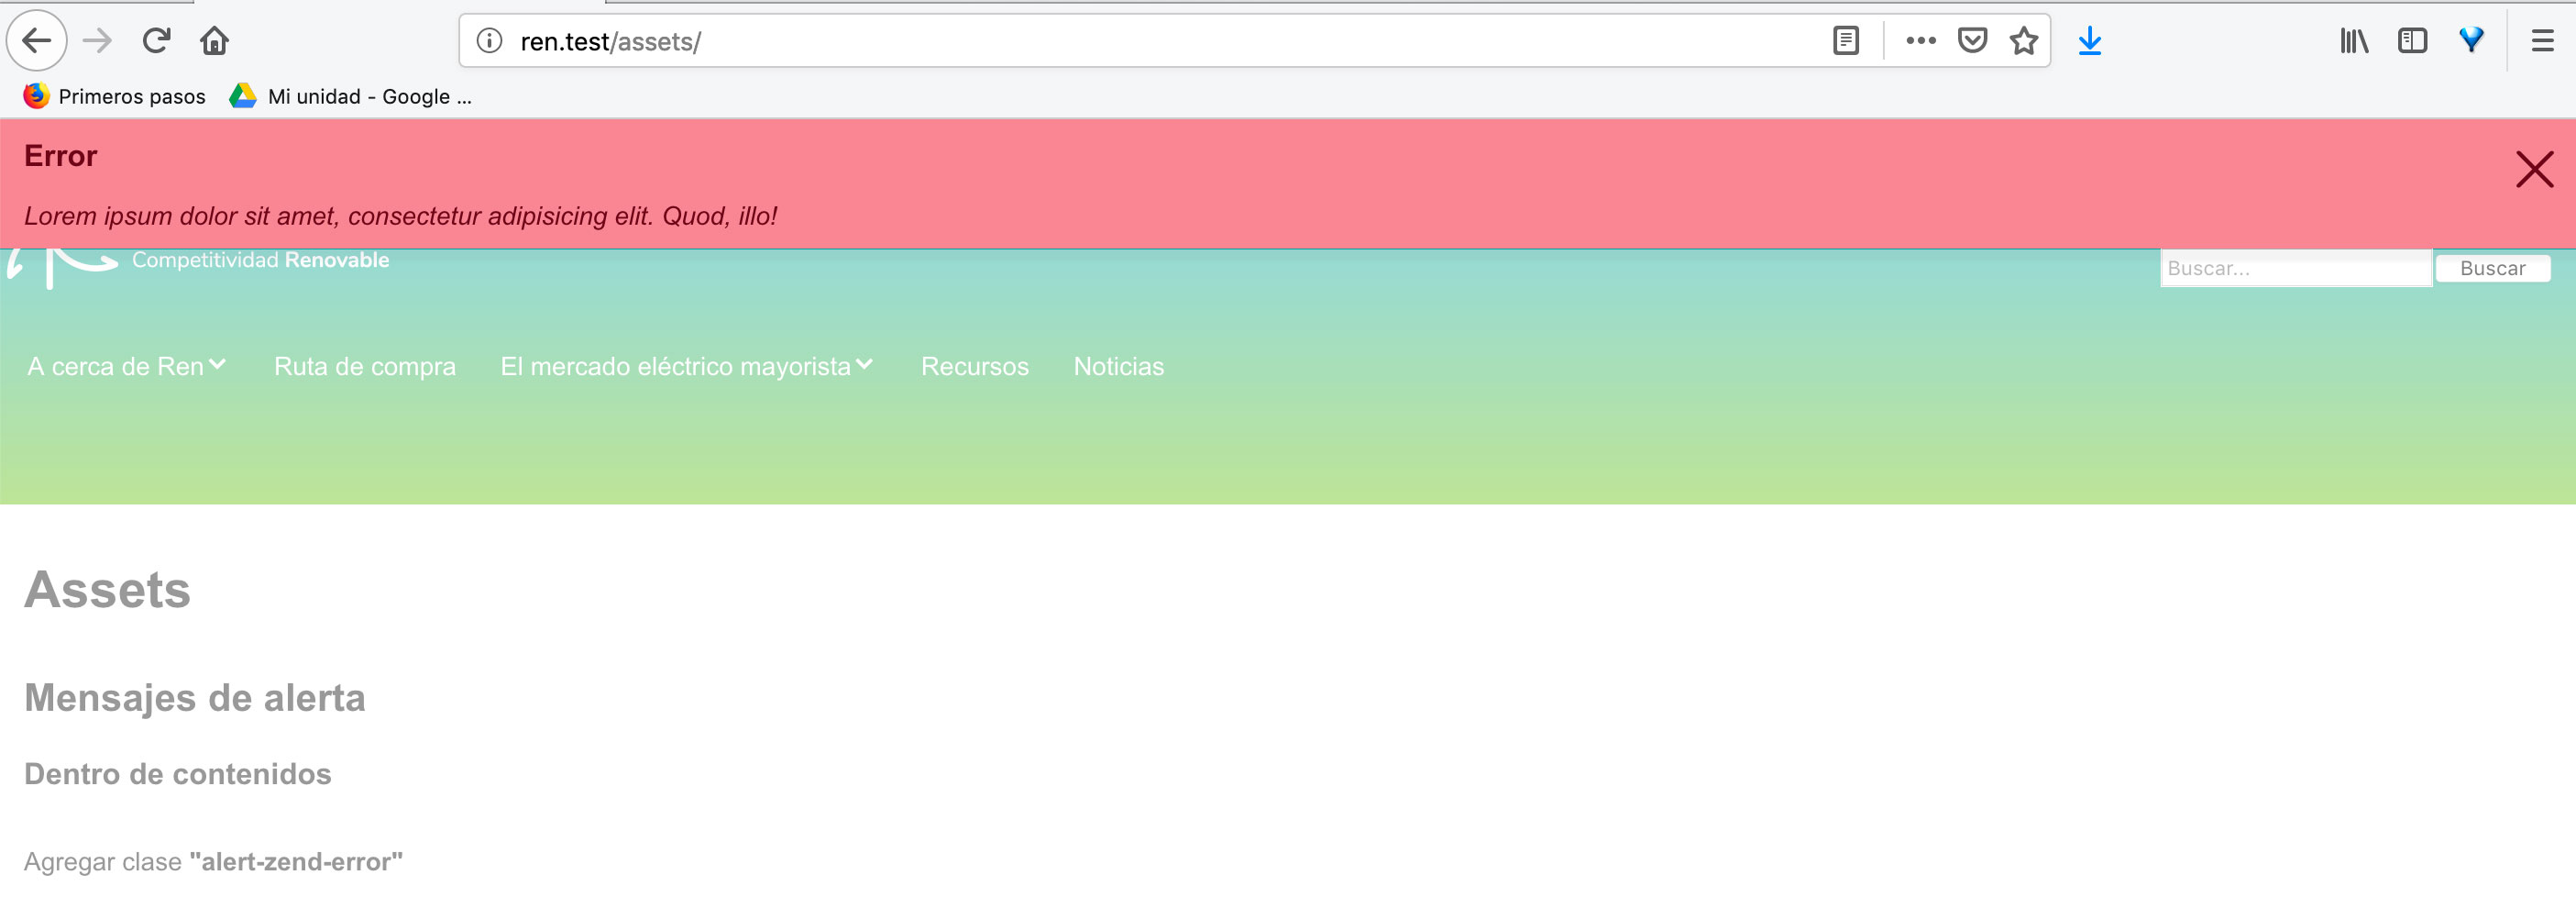 ren.test/assets/
Primeros pasos Mi unidad - Google ...
Error
Lorem ipsum dolor sit amet, consectetur adipisicing elit. Quod, illo!
Competitividad Renovable
Buscar... Buscar
A cerca de Ren Ruta de compra El mercado eléctrico mayorista Recursos Noticias
Assets
Mensajes de alerta
Dentro de contenidos
Agregar clase "alert-zend-error"